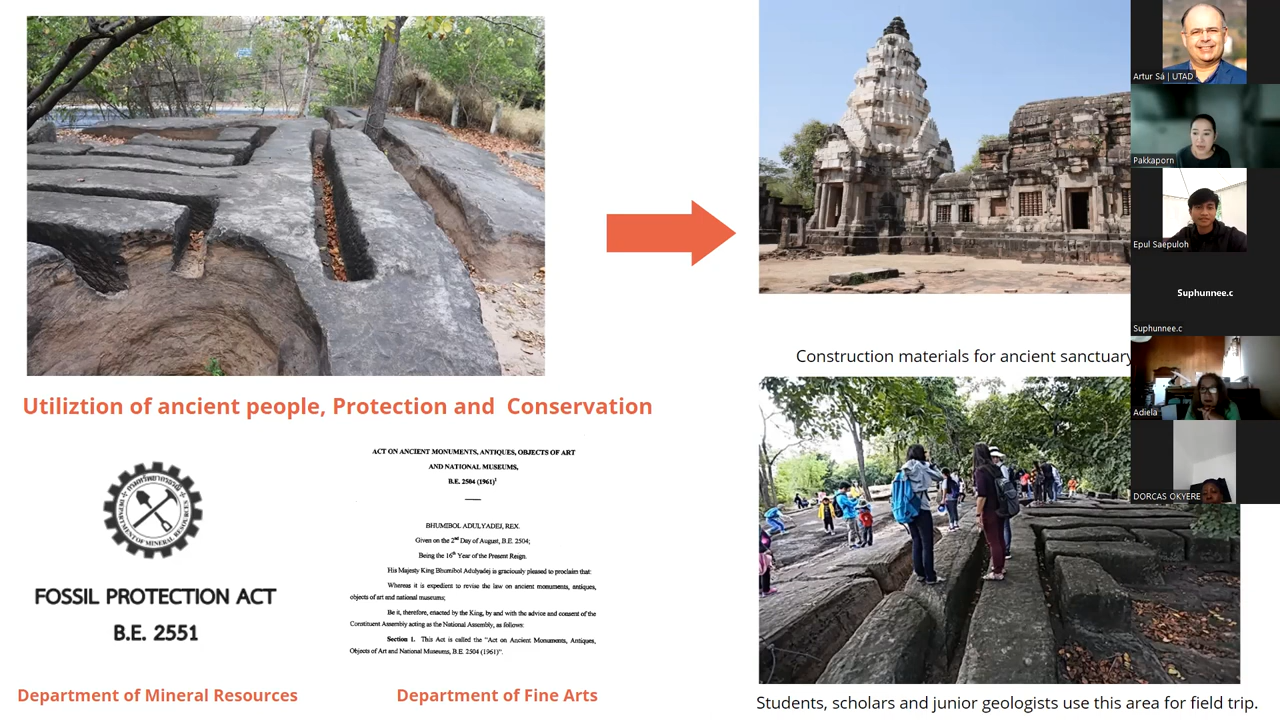 Construction materials for ancient sanctuary
Utiliztion of ancient people, Protection and Conservation
ACT ON ANCIENT MONUMENTS, ANTIQUES, OBJECTS OF ART
AND NATIONAL MUSEUMS,
B.E. 2504 (1961)¹
BHUMIBOL ADULYADEJ, REX.
Given on the 2nd Day of August, B.E. 2504;
Being the 16th Year of the Present Reign.
His Majesty King Bhumibol Adulyadej is graciously pleased to proclaim that:
Whereas it is expedient to revise the law on ancient monuments, antiques,
objects of art and national museums;
Be it, therefore, enacted by the King, by and with the advice and consent of the
Constituent Assembly acting as the National Assembly, as follows:
Section 1. This Act is called the "Act on Ancient Monuments, Antiques,
Objects of Art and National Museums, B.E. 2504 (1961)".
DEPARTMENT OF MINERAL RESOURCES
FOSSIL PROTECTION ACT
B.E. 2551
Department of Mineral Resources
Department of Fine Arts
Students, scholars and junior geologists use this area for field trip.
Artur Sá | UTAD
Pakkaporn
Epul Saepuloh
Suphunnee.c
Suphunnee.c
Adiela
DORCAS OKYERE